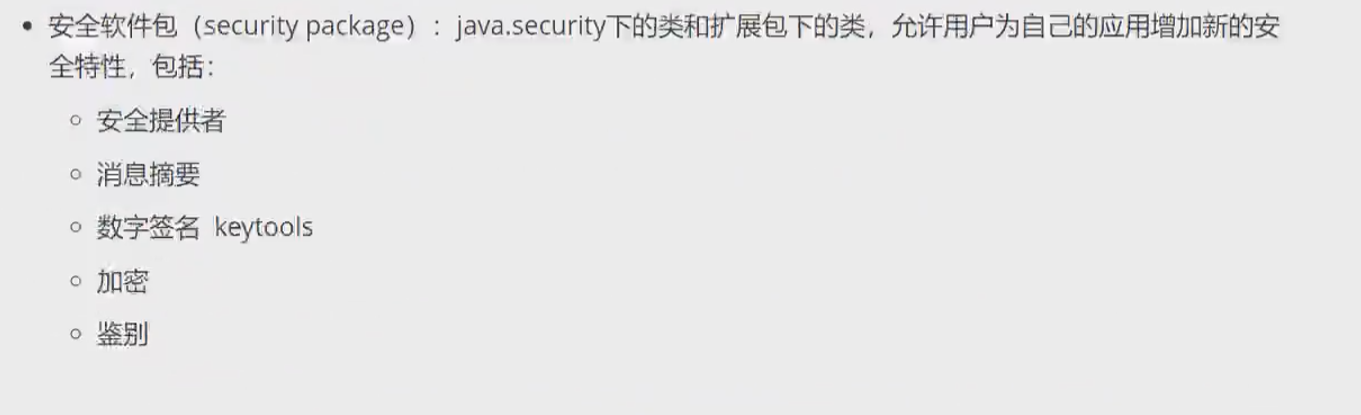 安全软件包（security package）：java.security下的类和扩展包下的类，允许用户为自己的应用增加新的安
全特性，包括：
安全提供者
消息摘要
数字签名 keytools
加密
鉴别